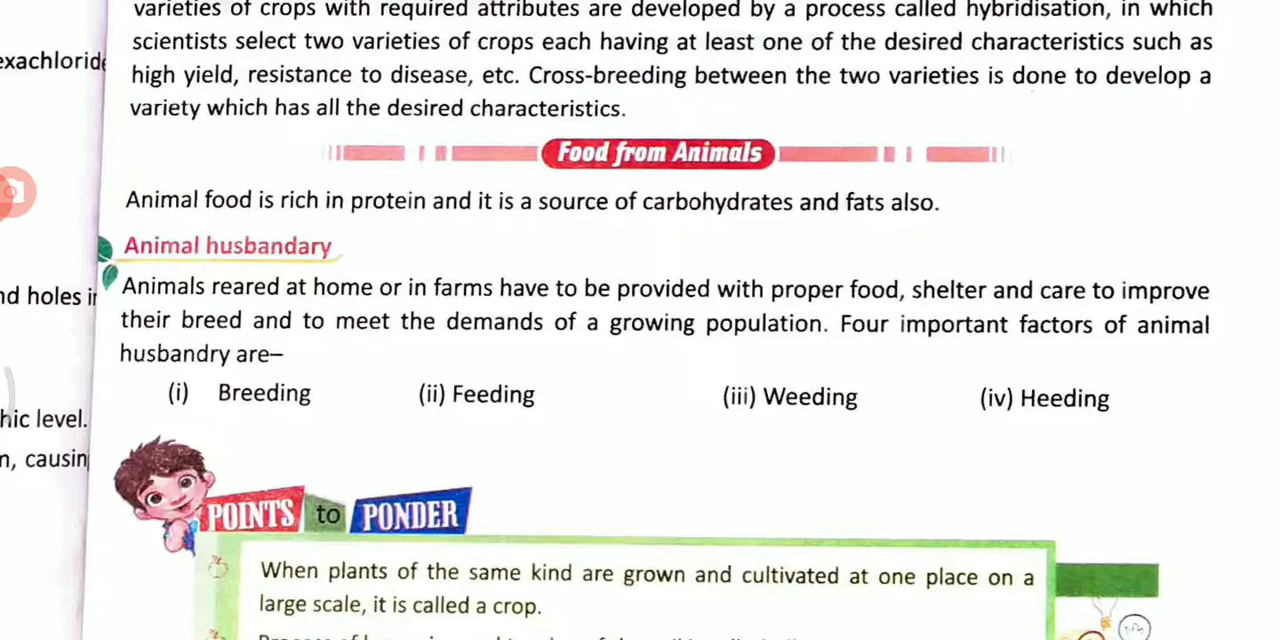 varieties of crops with required attributes are developed by a process called hybridisation, in which
scientists select two varieties of crops each having at least one of the desired characteristics such as
high yield, resistance to disease, etc. Cross-breeding between the two varieties is done to develop a
variety which has all the desired characteristics.
Food from Animals
Animal food is rich in protein and it is a source of carbohydrates and fats also.
Animal husbandary
Animals reared at home or in farms have to be provided with proper food, shelter and care to improve
their breed and to meet the demands of a growing population. Four important factors of animal
husbandry are–
(i) Breeding (ii) Feeding (iii) Weeding (iv) Heeding
POINTS to PONDER
When plants of the same kind are grown and cultivated at one place on a
large scale, it is called a crop.
exachloride
nd holes in
hic level.
n, causin